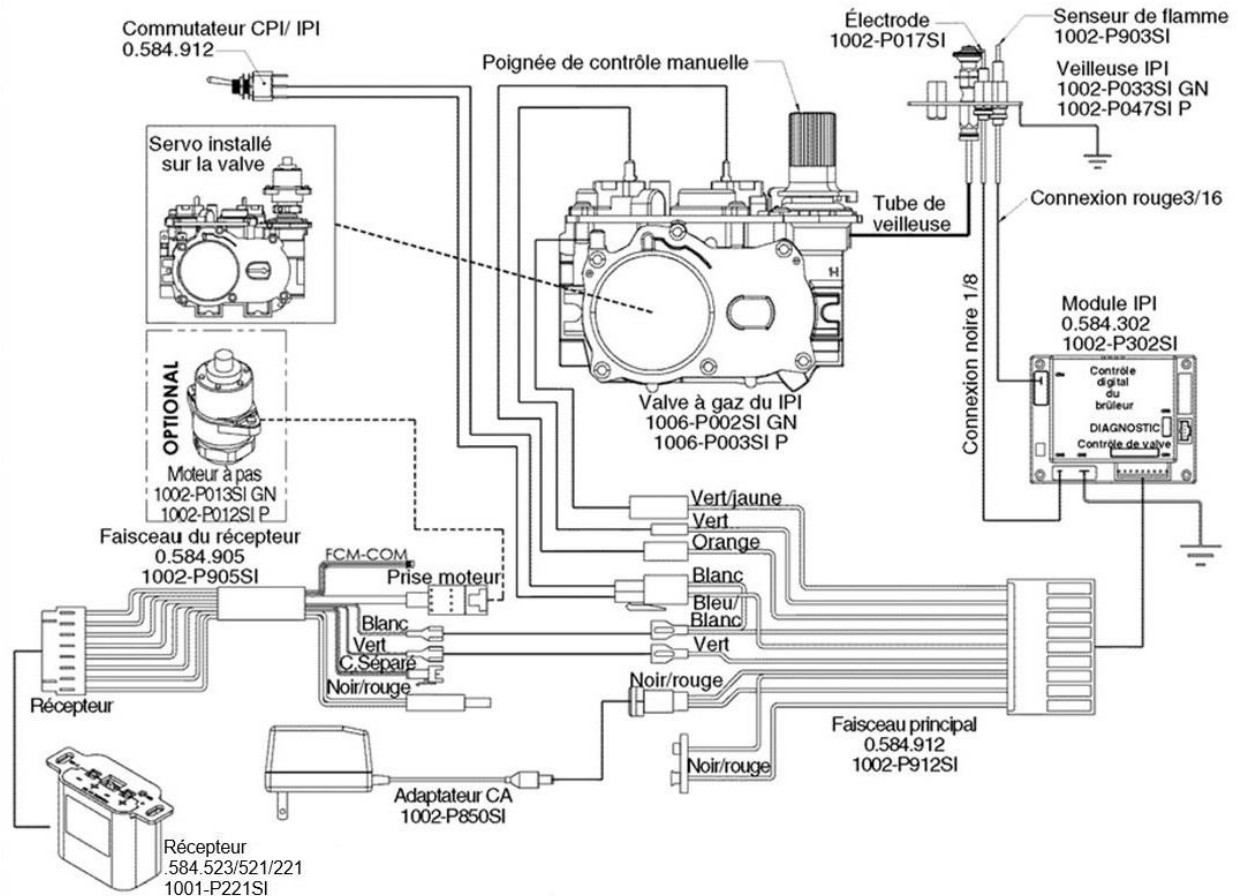 Commutateur CPI/ IPI
0.584.912
Électrode
1002-P017SI
Senseur de flamme
1002-P903SI
Veilleuse IPI
1002-P033SI GN
1002-P047SI P
Poignée de contrôle manuelle
Servo installé
sur la valve
Tube de
veilleuse
Connexion rouge3/16
Connexion noire 1/8
Module IPI
0.584.302
1002-P302SI
Contrôle
digital
du
brûleur
DIAGNOSTIC
Contrôle de valve
Valve à gaz du IPI
1006-P002SI GN
1006-P003SI P
OPTIONAL
Moteur à pas
1002-P013SI GN
1002-P012SI P
Faisceau du récepteur
0.584.905
1002-P905SI
FCM-COM
Prise moteur
Blanc
Vert
C.Séparé
Noir/rouge
Récepteur
Vert/jaune
Vert
Orange
Blanc
Bleu/
Blanc
Vert
Noir/rouge
Noir/rouge
Faisceau principal
0.584.912
1002-P912SI
Adaptateur CA
1002-P850SI
Récepteur
.584.523/521/221
1001-P221SI